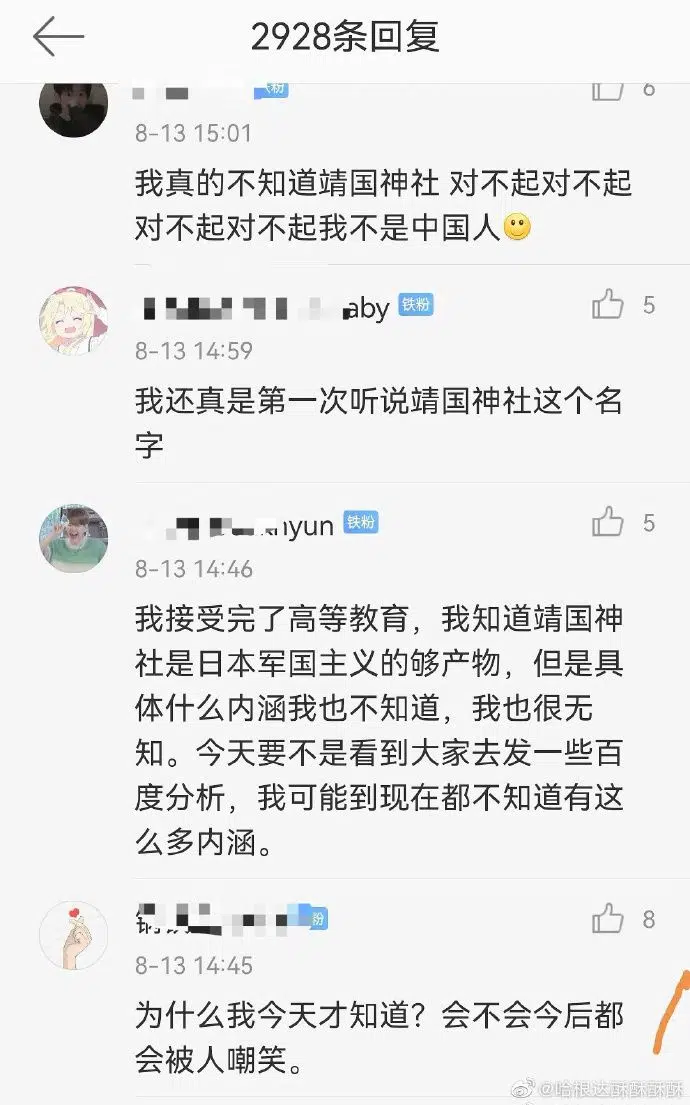 2928条回复
粉
6
8-13 15:01
我真的不知道靖国神社 对不起对不起
对不起对不起我不是中国人
aby 铁粉 5
8-13 14:59
我还真是第一次听说靖国神社这个名
字
hyun 铁粉 5
8-13 14:46
我接受完了高等教育，我知道靖国神
社是日本军国主义的够产物，但是具
体什么内涵我也不知道，我也很无
知。今天要不是看到大家去发一些百
度分析，我可能到现在都不知道有这
么多内涵。
粉 8
8-13 14:45
为什么我今天才知道？会不会今后都
会被人嘲笑。
@哈根达酥酥酥酥